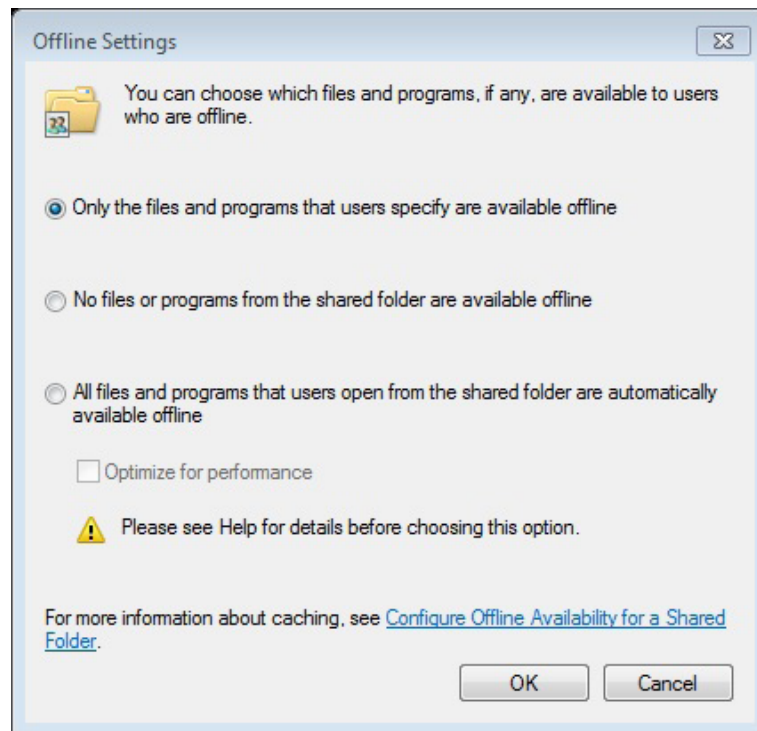 Offline Settings
You can choose which files and programs, if any, are available to users
who are offline.
Only the files and programs that users specify are available offline
No files or programs from the shared folder are available offline
All files and programs that users open from the shared folder are automatically
available offline
Optimize for performance
Please see Help for details before choosing this option.
For more information about caching, see Configure Offline Availability for a Shared
Folder.
OK Cancel